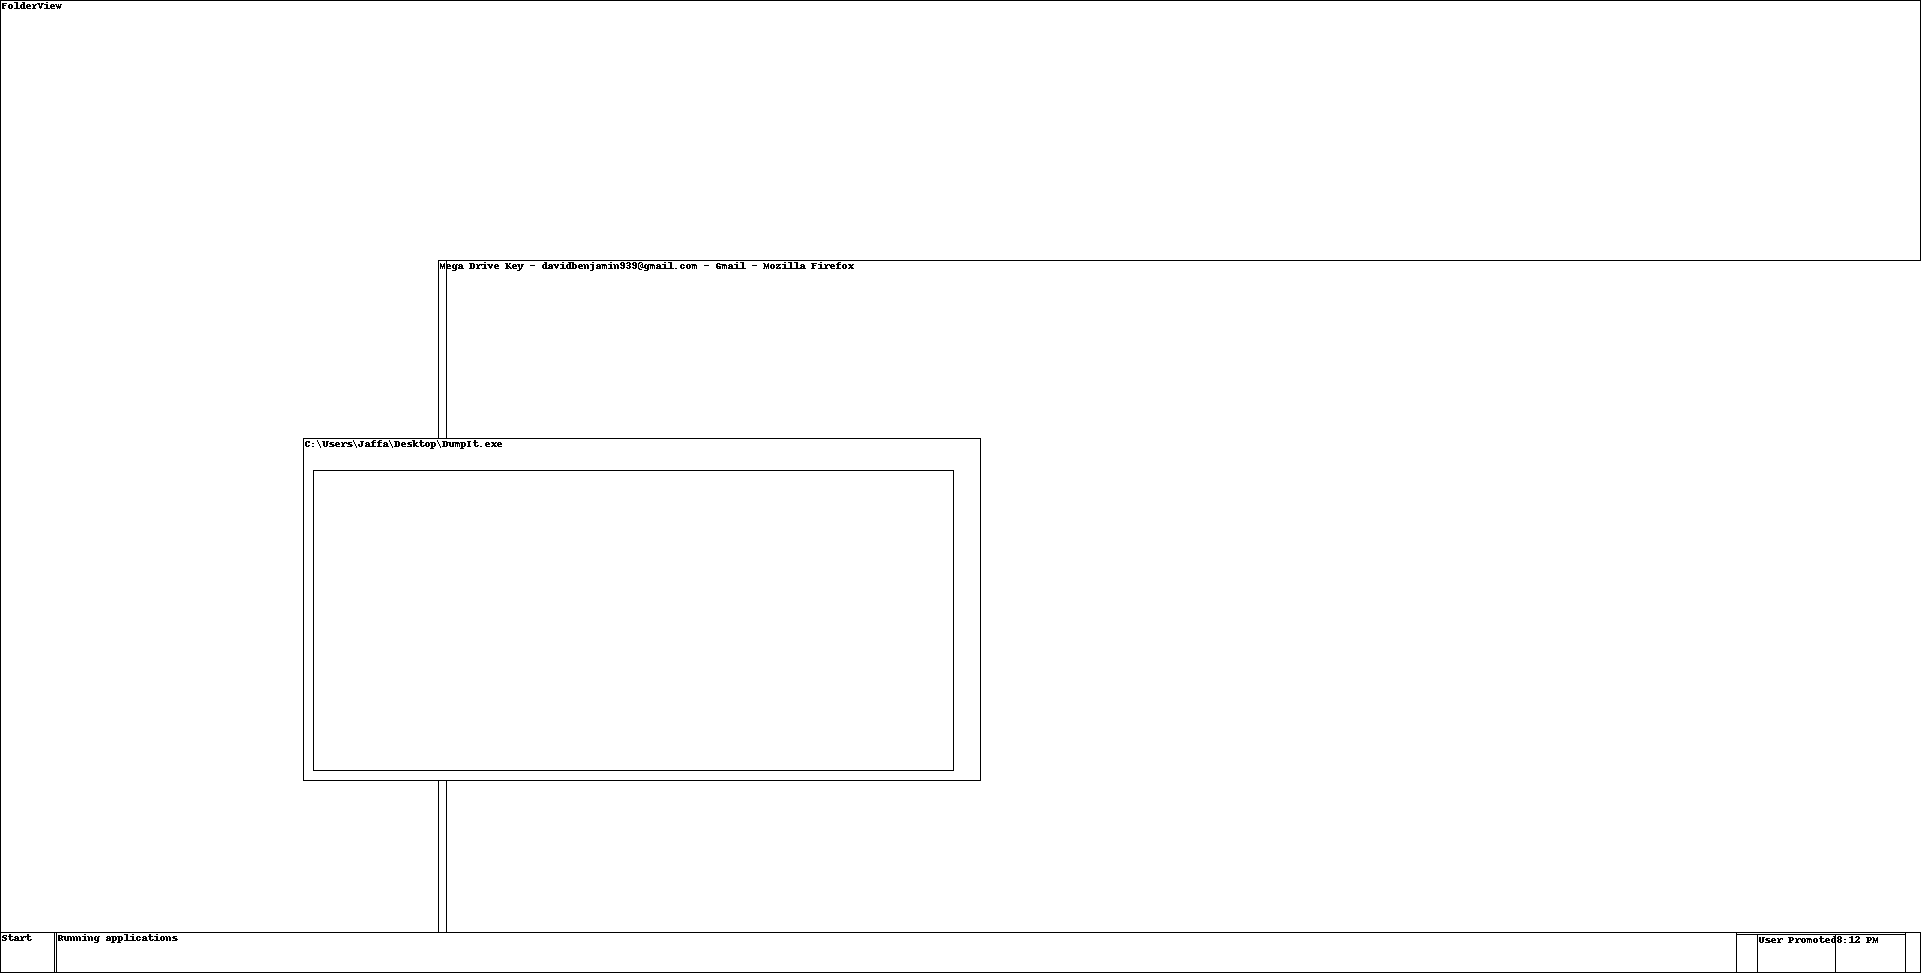 FolderView
Mega Drive Key - davidbenjamin939@gmail.com - Gmail - Mozilla Firefox
C:\Users\Jaffa\Desktop\DumpIt.exe
Start
Running applications
User Promoted
8:12 PM